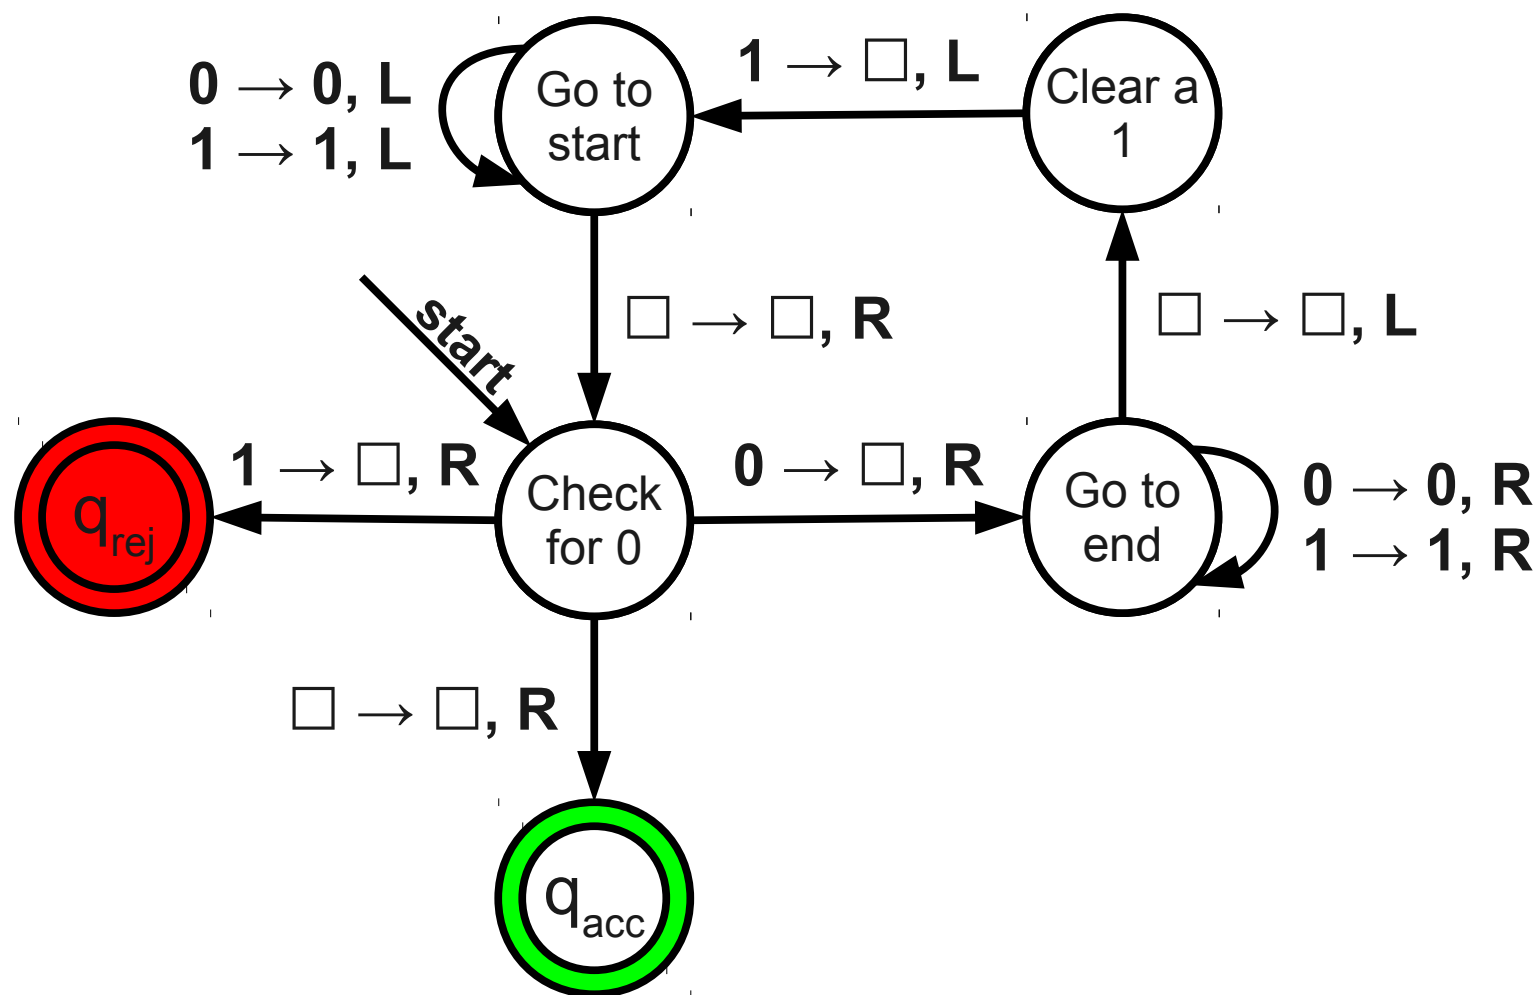 0 → 0, L
1 → 1, L
Go to
start
1 → □, L
Clear a
1
start
□ → □, R
□ → □, L
q_rej
1 → □, R
Check
for 0
0 → □, R
Go to
end
0 → 0, R
1 → 1, R
□ → □, R
q_acc